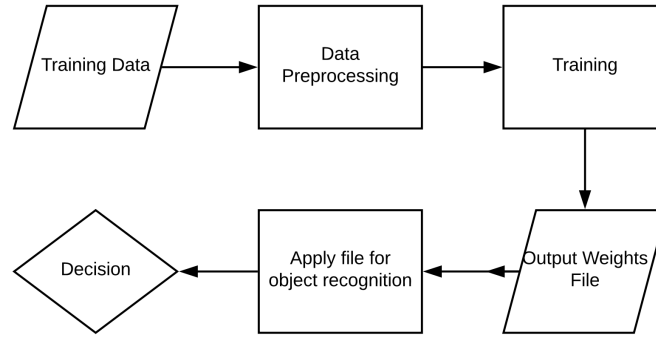 Training Data
Data
Preprocessing
Training
Decision
Apply file for
object recognition
Output Weights
File